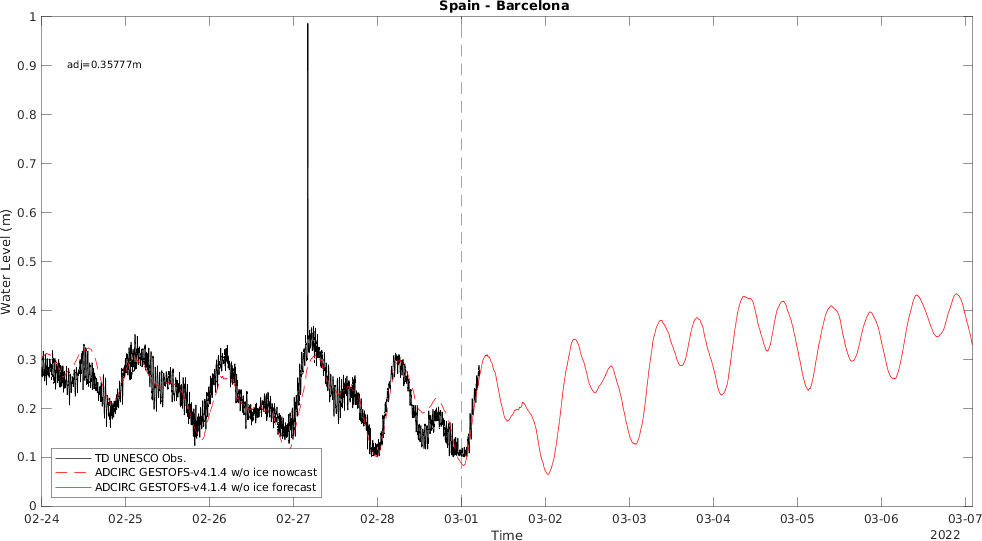 Spain - Barcelona
adj=0.35777m
Water Level (m)
1
0.9
0.8
0.7
0.6
0.5
0.4
0.3
0.2
0.1
0
TD UNESCO Obs.
ADCIRC GESTOFS-v4.1.4 w/o ice nowcast
ADCIRC GESTOFS-v4.1.4 w/o ice forecast
02-24 02-25 02-26 02-27 02-28 03-01 03-02 03-03 03-04 03-05 03-06 03-07
Time
2022